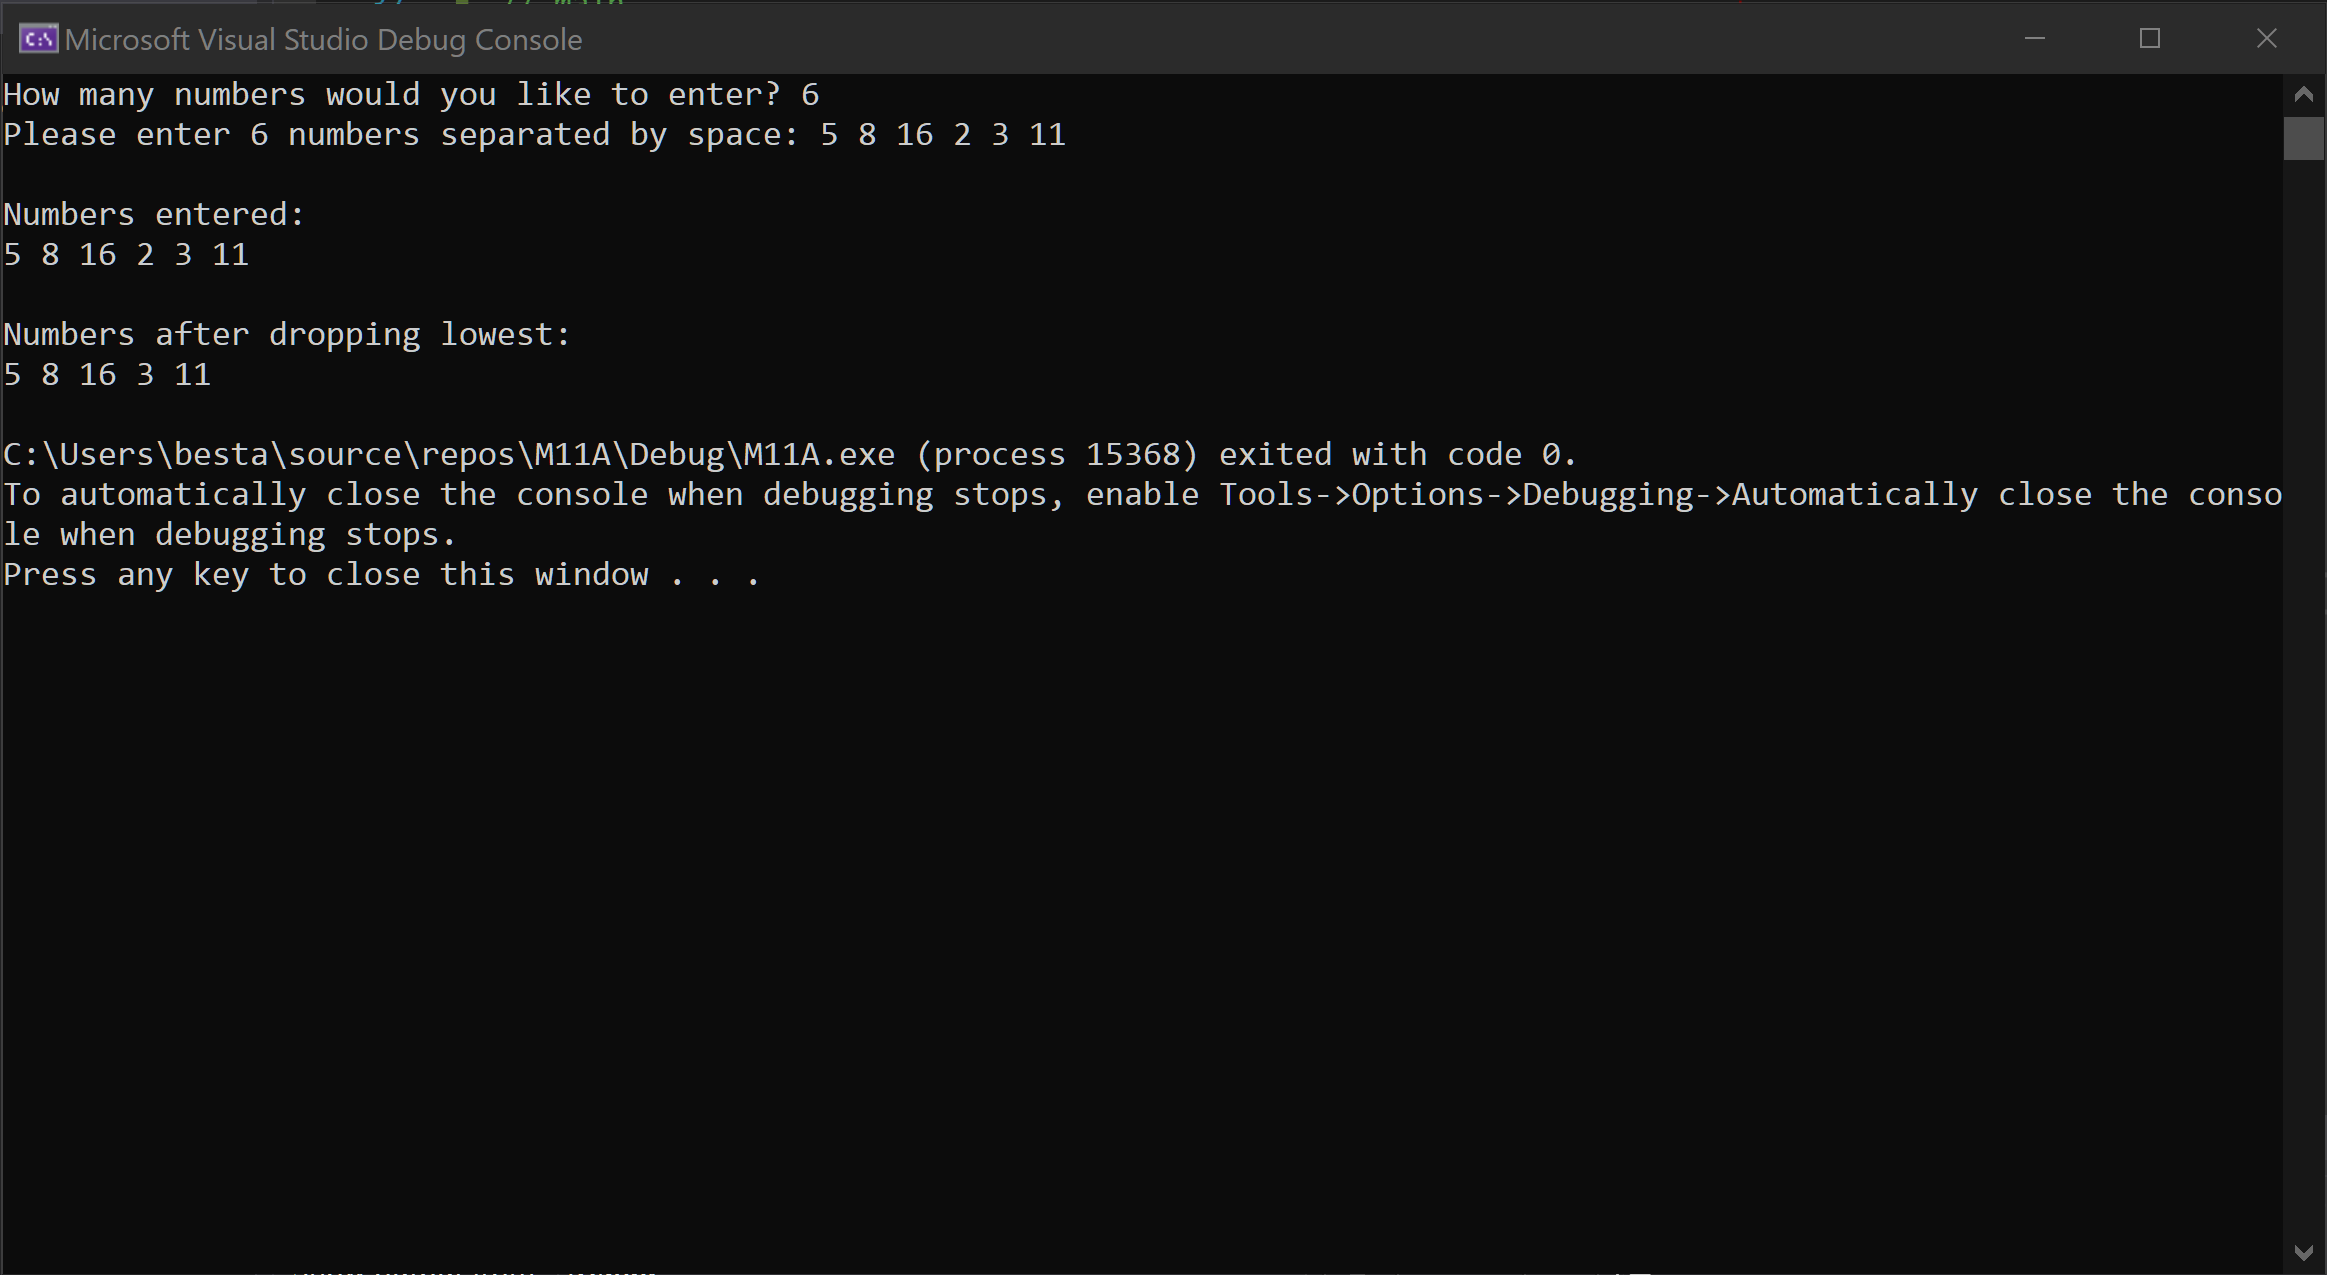 Microsoft Visual Studio Debug Console
How many numbers would you like to enter? 6
Please enter 6 numbers separated by space: 5 8 16 2 3 11
Numbers entered:
5 8 16 2 3 11
Numbers after dropping lowest:
5 8 16 3 11
C:\Users\besta\source\repos\M11A\Debug\M11A.exe (process 15368) exited with code 0.
To automatically close the console when debugging stops, enable Tools->Options->Debugging->Automatically close the conso
le when debugging stops.
Press any key to close this window . . .